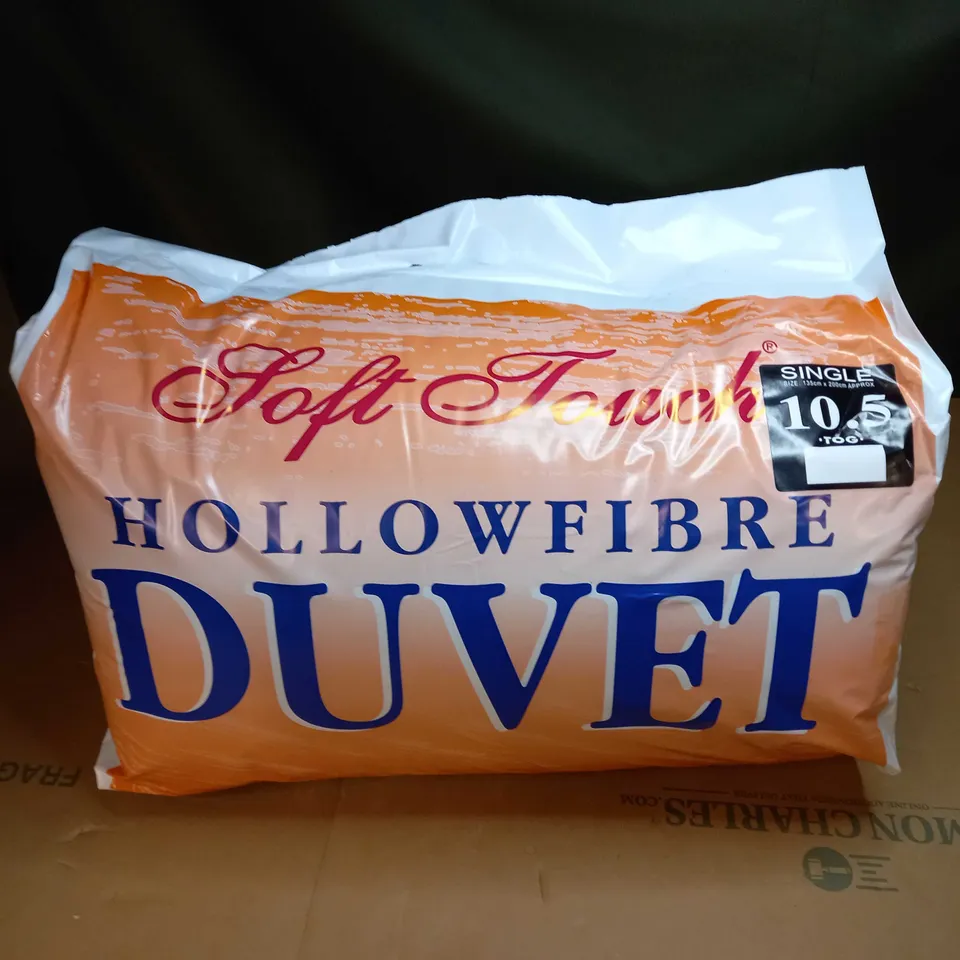 Soft Touch®
SINGLE
SIZE 135cm x 200cm APPROX
10.5
·TOG·
HOLLOWFIBRE
DUVET
FRAG
MON CHARLES
.COM